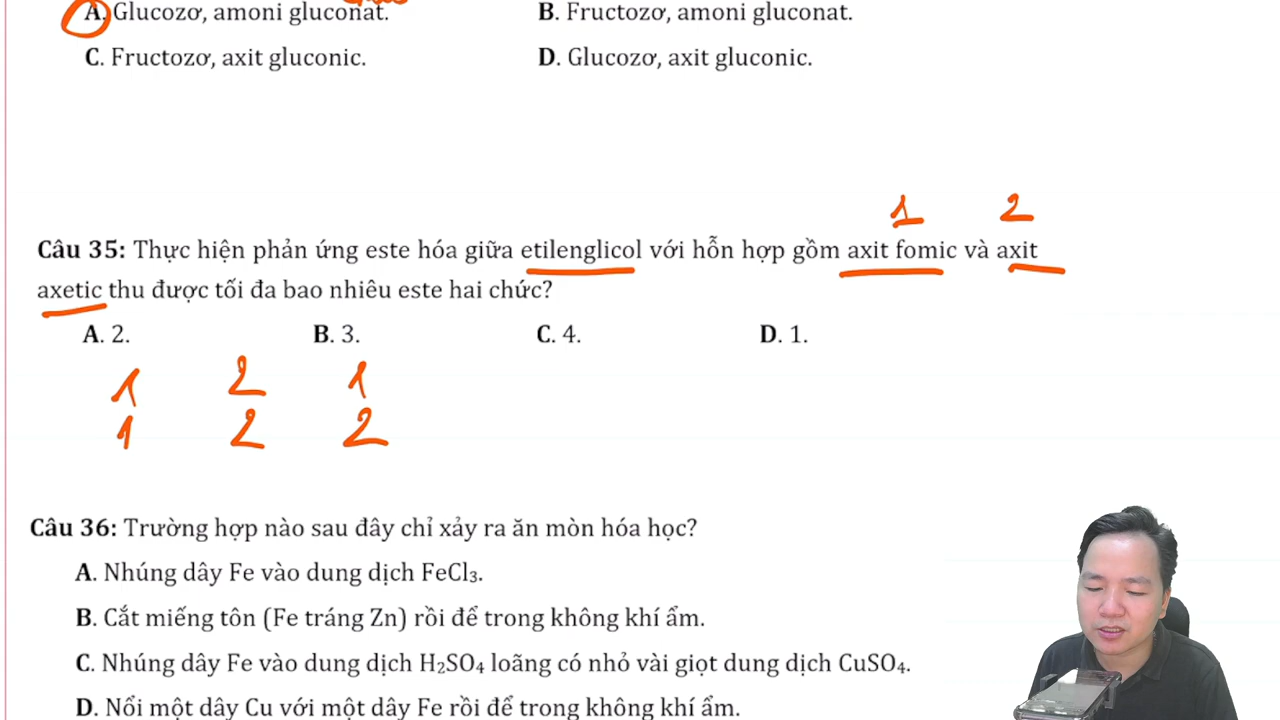 A. Glucozơ, amoni gluconat. B. Fructozơ, amoni gluconat.
C. Fructozơ, axit gluconic. D. Glucozơ, axit gluconic.
1 2
Câu 35: Thực hiện phản ứng este hóa giữa etilenglicol với hỗn hợp gồm axit fomic và axit
axetic thu được tối đa bao nhiêu este hai chức?
A. 2. B. 3. C. 4. D. 1.
1 2 1
1 2 2
Câu 36: Trường hợp nào sau đây chỉ xảy ra ăn mòn hóa học?
A. Nhúng dây Fe vào dung dịch FeCl₃.
B. Cắt miếng tôn (Fe tráng Zn) rồi để trong không khí ẩm.
C. Nhúng dây Fe vào dung dịch H₂SO₄ loãng có nhỏ vài giọt dung dịch CuSO₄.
D. Nối một dây Cu với một dây Fe rồi để trong không khí ẩm.